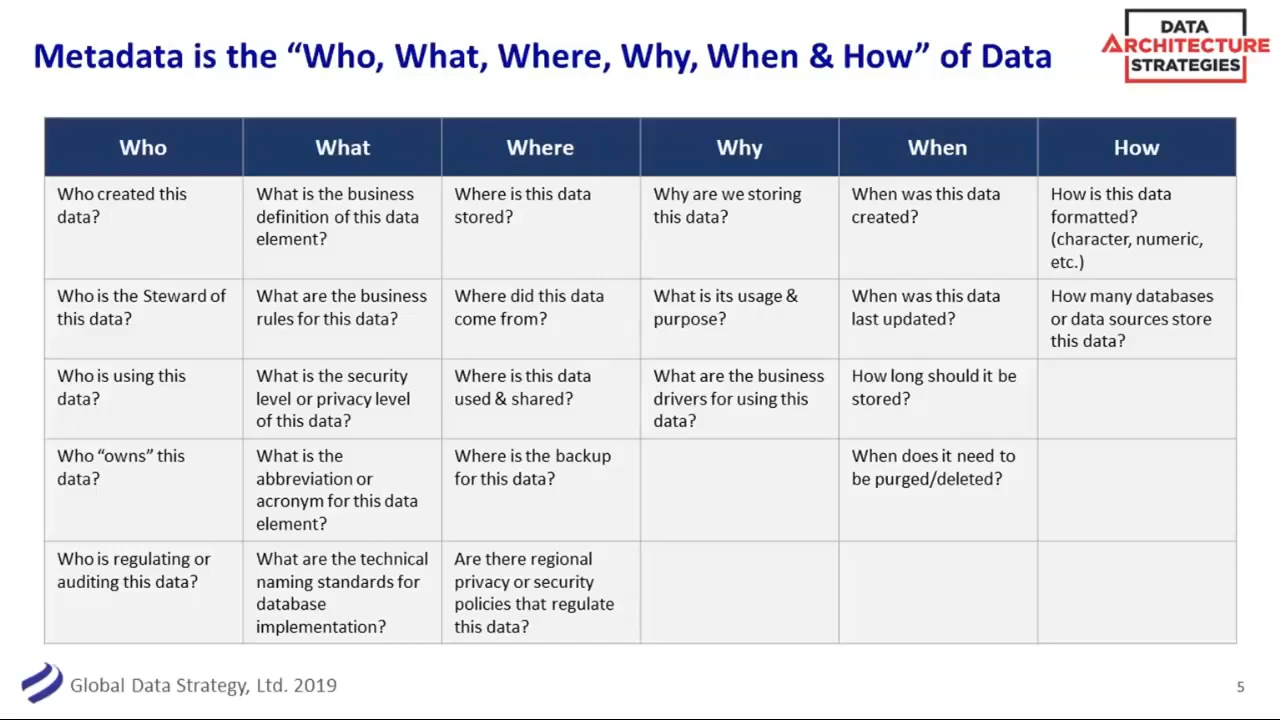 Metadata is the “Who, What, Where, Why, When & How” of Data
DATA
ARCHITECTURE
STRATEGIES
Who
What
Where
Why
When
How
Who created this
data?
What is the business
definition of this data
element?
Where is this data
stored?
Why are we storing
this data?
When was this data
created?
How is this data
formatted?
(character, numeric,
etc.)
Who is the Steward of
this data?
What are the business
rules for this data?
Where did this data
come from?
What is its usage &
purpose?
When was this data
last updated?
How many databases
or data sources store
this data?
Who is using this
data?
What is the security
level or privacy level
of this data?
Where is this data
used & shared?
What are the business
drivers for using this
data?
How long should it be
stored?
Who “owns” this
data?
What is the
abbreviation or
acronym for this data
element?
Where is the backup
for this data?
When does it need to
be purged/deleted?
Who is regulating or
auditing this data?
What are the technical
naming standards for
database
implementation?
Are there regional
privacy or security
policies that regulate
this data?
Global Data Strategy, Ltd. 2019
5